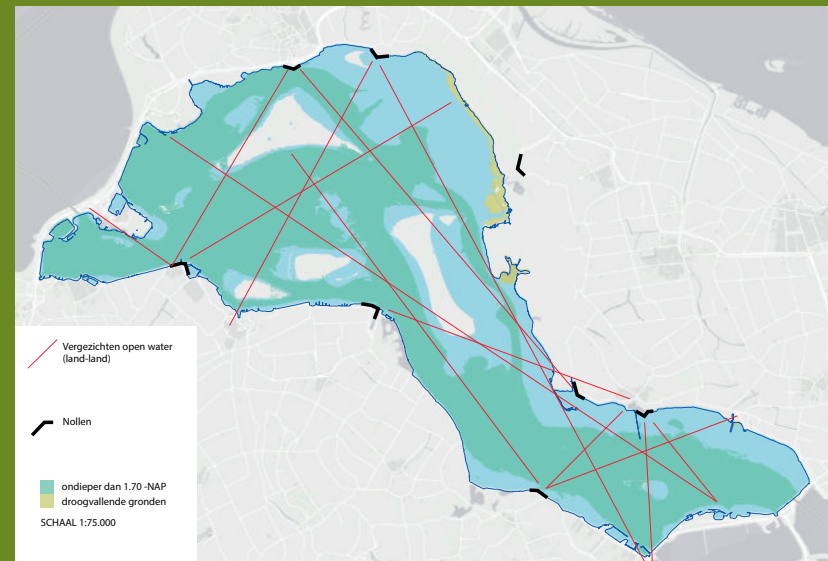 Vergezichten open water
(land-land)
Nollen
ondieper dan 1.70 -NAP
droogvallende gronden
SCHAAL 1:75.000